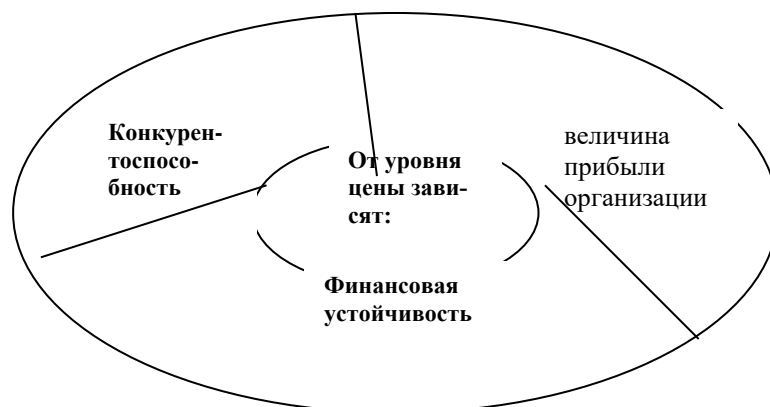 Конкурен-
тоспосо-
бность
От уровня
цены зави-
сят:
величина
прибыли
организации
Финансовая
устойчивость